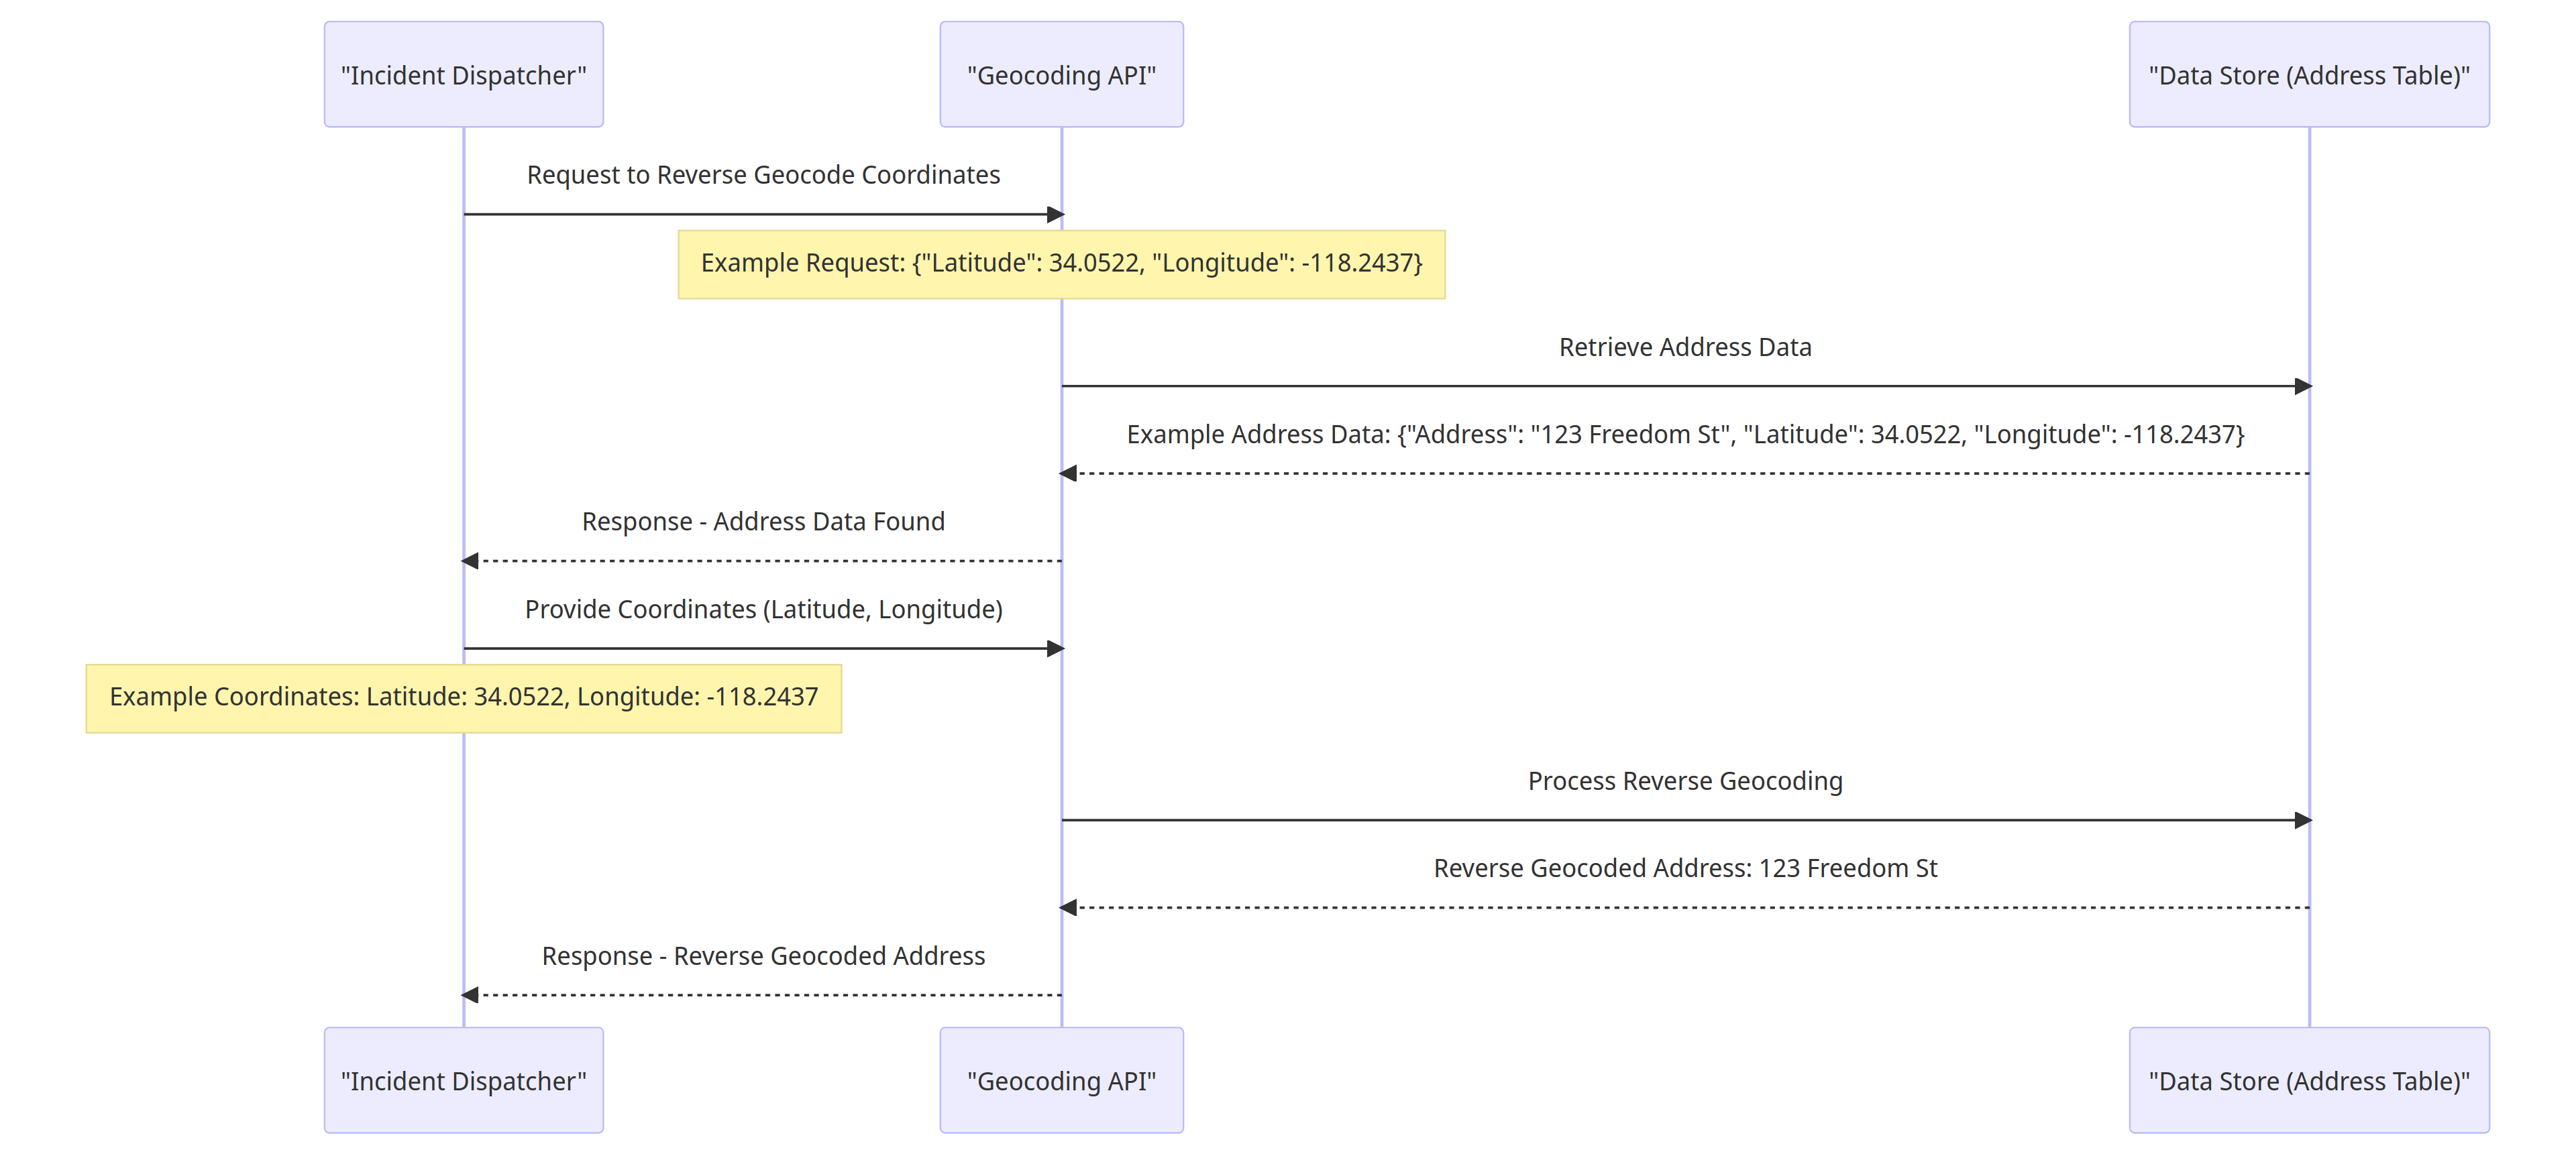 "Incident Dispatcher"
"Geocoding API"
"Data Store (Address Table)"
Request to Reverse Geocode Coordinates
Example Request: {"Latitude": 34.0522, "Longitude": -118.2437}
Retrieve Address Data
Example Address Data: {"Address": "123 Freedom St", "Latitude": 34.0522, "Longitude": -118.2437}
Response - Address Data Found
Provide Coordinates (Latitude, Longitude)
Example Coordinates: Latitude: 34.0522, Longitude: -118.2437
Process Reverse Geocoding
Reverse Geocoded Address: 123 Freedom St
Response - Reverse Geocoded Address
"Incident Dispatcher"
"Geocoding API"
"Data Store (Address Table)"